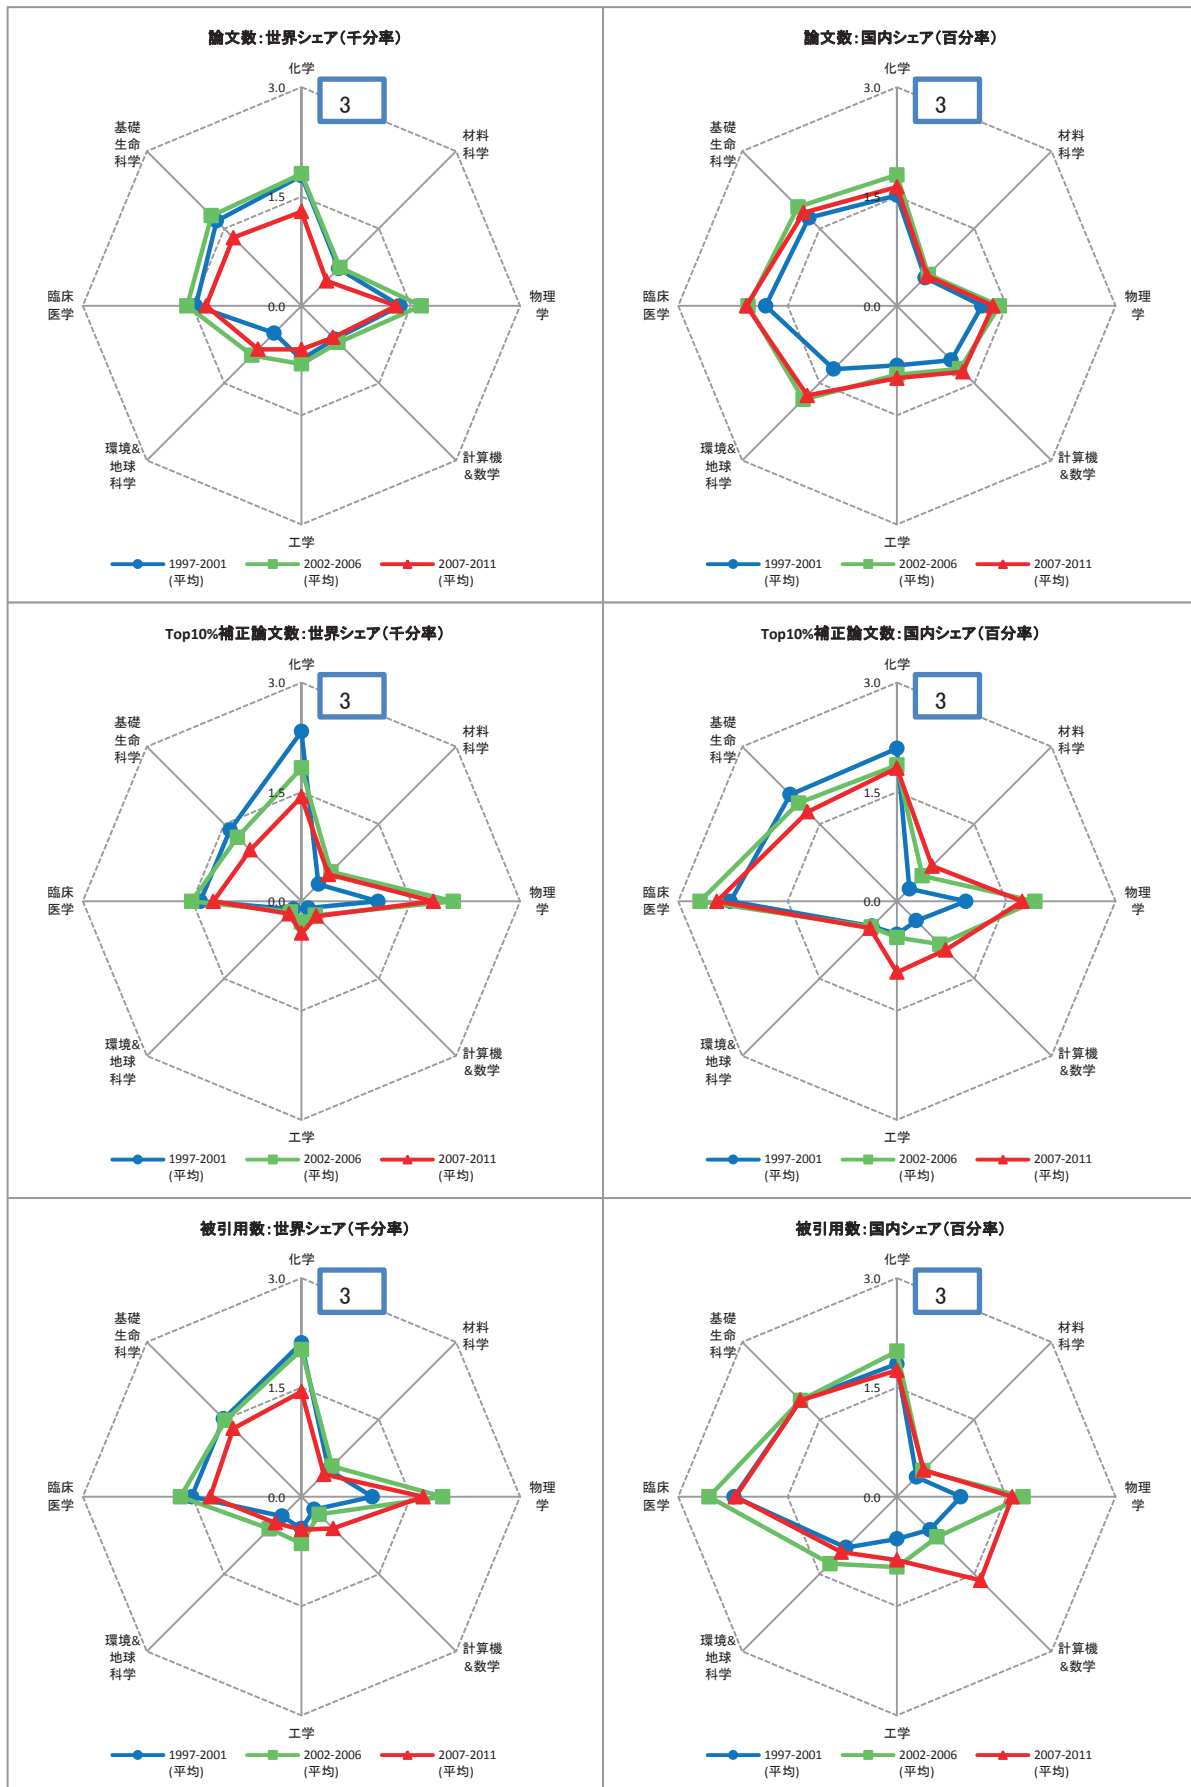 論文数：世界シェア（千分率）
化学
3.0
3
基礎
生命
科学
材料
科学
1.5
臨床
医学
0.0
物理
学
環境&
地球
科学
計算機
&数学
工学
1997-2001
(平均)
2002-2006
(平均)
2007-2011
(平均)
論文数：国内シェア（百分率）
化学
3.0
3
基礎
生命
科学
材料
科学
1.5
臨床
医学
0.0
物理
学
環境&
地球
科学
計算機
&数学
工学
1997-2001
(平均)
2002-2006
(平均)
2007-2011
(平均)
Top10%補正論文数：世界シェア（千分率）
化学
3.0
3
基礎
生命
科学
材料
科学
1.5
臨床
医学
0.0
物理
学
環境&
地球
科学
計算機
&数学
工学
1997-2001
(平均)
2002-2006
(平均)
2007-2011
(平均)
Top10%補正論文数：国内シェア（百分率）
化学
3.0
3
基礎
生命
科学
材料
科学
1.5
臨床
医学
0.0
物理
学
環境&
地球
科学
計算機
&数学
工学
1997-2001
(平均)
2002-2006
(平均)
2007-2011
(平均)
被引用数：世界シェア（千分率）
化学
3.0
3
基礎
生命
科学
材料
科学
1.5
臨床
医学
0.0
物理
学
環境&
地球
科学
計算機
&数学
工学
1997-2001
(平均)
2002-2006
(平均)
2007-2011
(平均)
被引用数：国内シェア（百分率）
化学
3.0
3
基礎
生命
科学
材料
科学
1.5
臨床
医学
0.0
物理
学
環境&
地球
科学
計算機
&数学
工学
1997-2001
(平均)
2002-2006
(平均)
2007-2011
(平均)